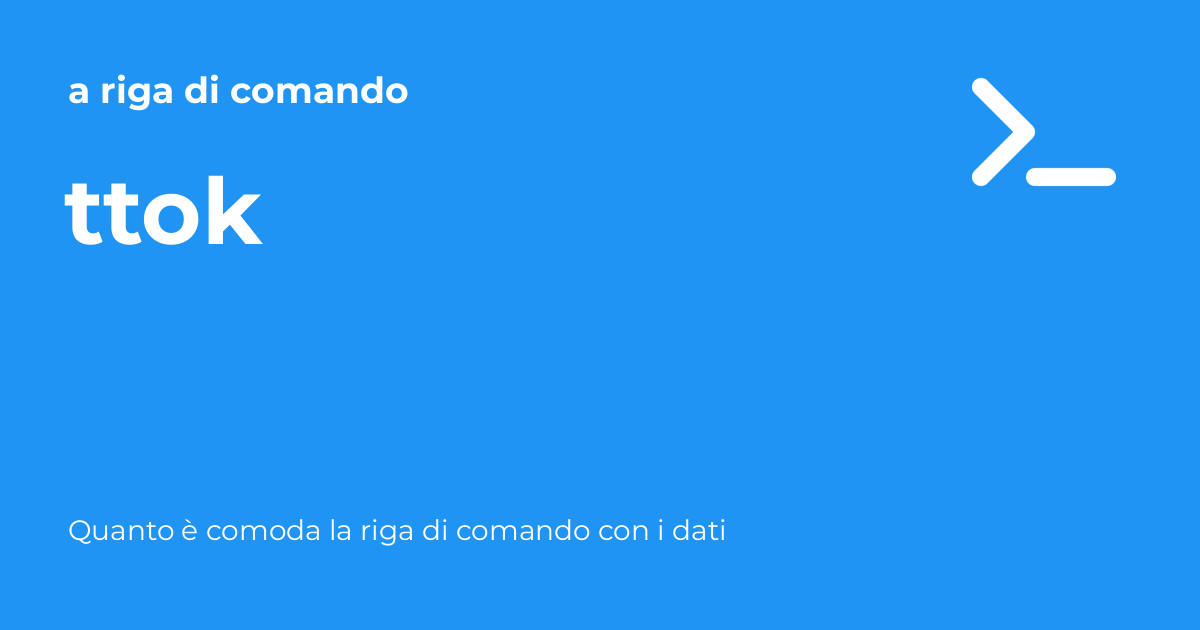 a riga di comando
ttok
Quanto è comoda la riga di comando con i dati